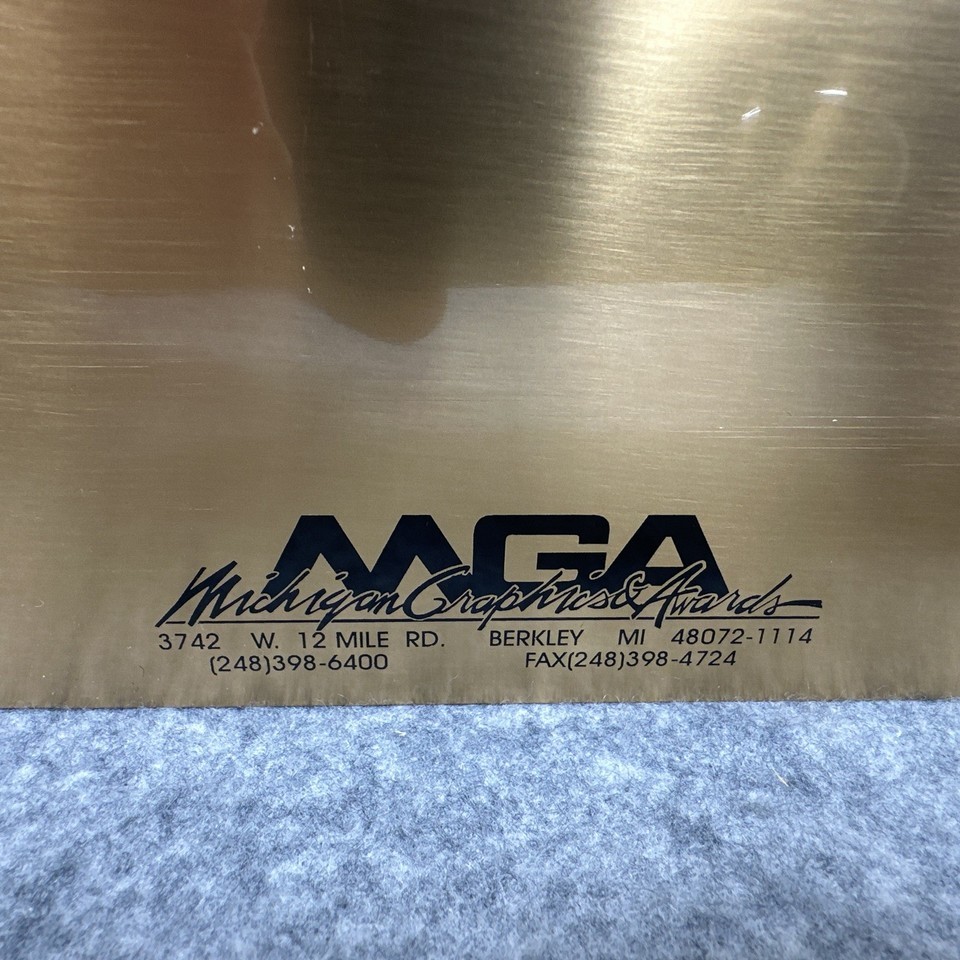 MGA
Michigan Graphics & Awards
3742 W. 12 MILE RD. BERKLEY MI 48072-1114
(248)398-6400 FAX(248)398-4724